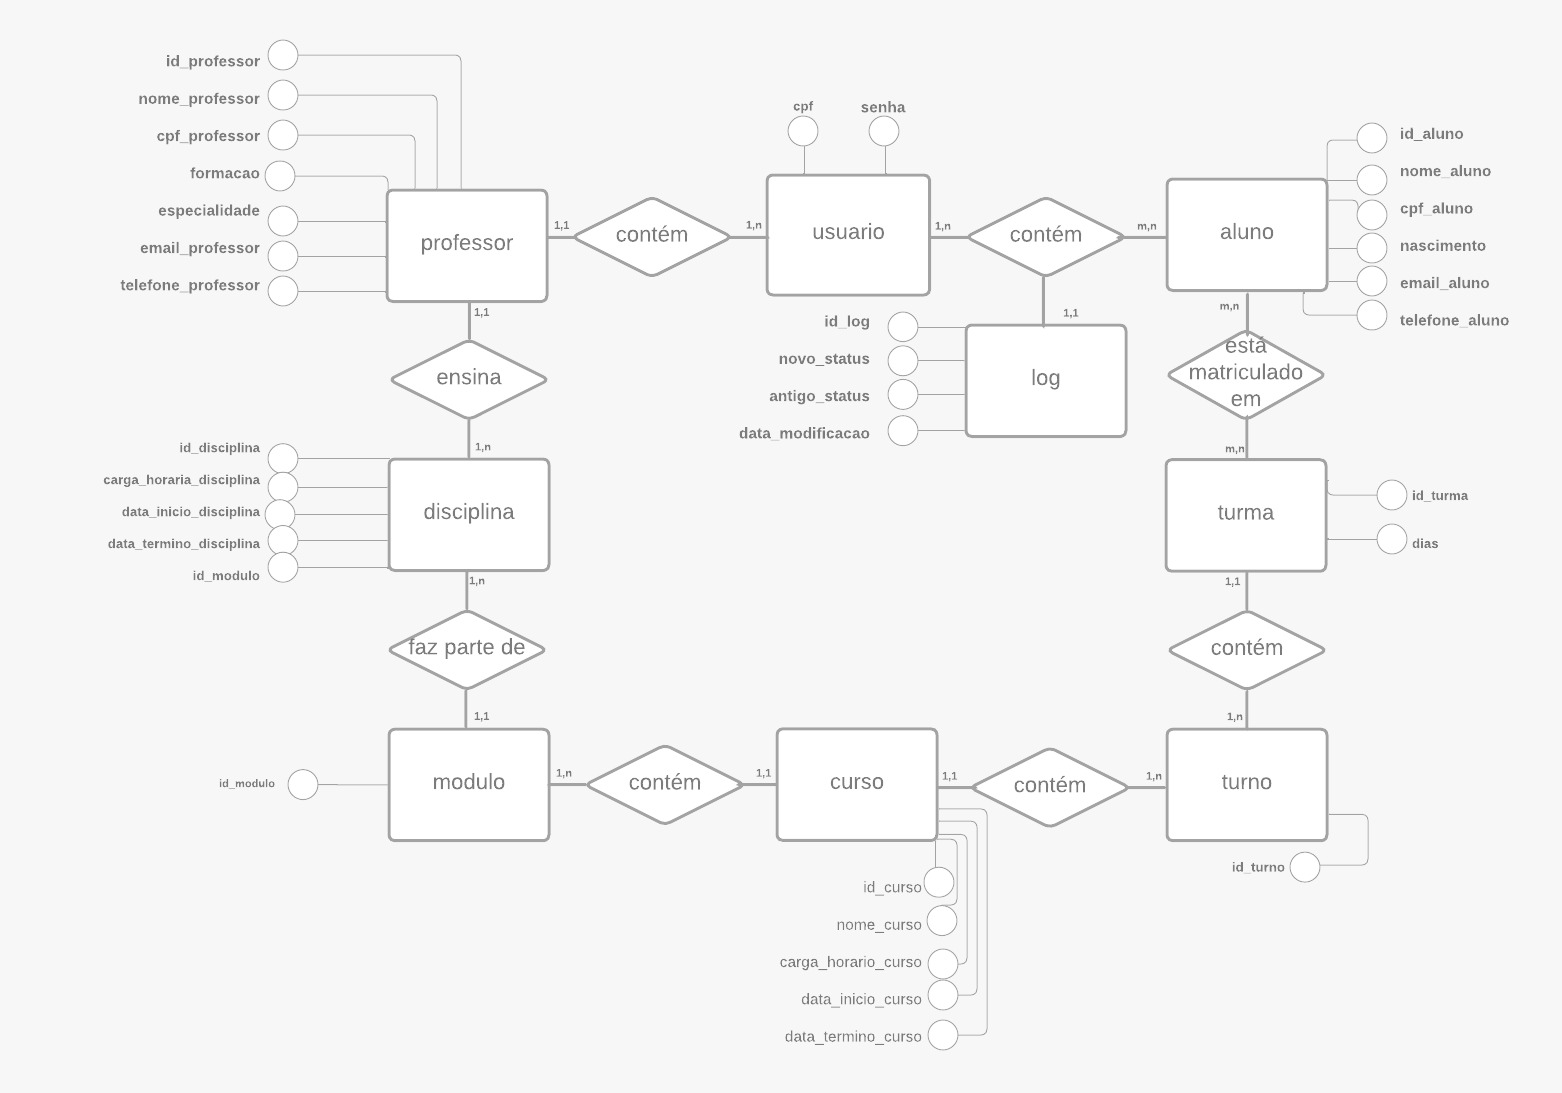 id_professor
nome_professor
cpf_professor
formacao
especialidade
email_professor
telefone_professor
professor
1,1
contém
1,n
cpf
senha
usuario
1,n
contém
m,n
aluno
id_aluno
nome_aluno
cpf_aluno
nascimento
email_aluno
telefone_aluno
1,1
ensina
1,n
id_log
novo_status
antigo_status
data_modificacao
1,1
log
m,n
está
matriculado
em
m,n
id_disciplina
carga_horaria_disciplina
data_inicio_disciplina
data_termino_disciplina
id_modulo
disciplina
turma
id_turma
dias
1,n
faz parte de
1,1
1,1
contém
1,n
id_modulo
modulo
1,n
contém
1,1
curso
1,1
contém
1,n
turno
id_turno
id_curso
nome_curso
carga_horario_curso
data_inicio_curso
data_termino_curso